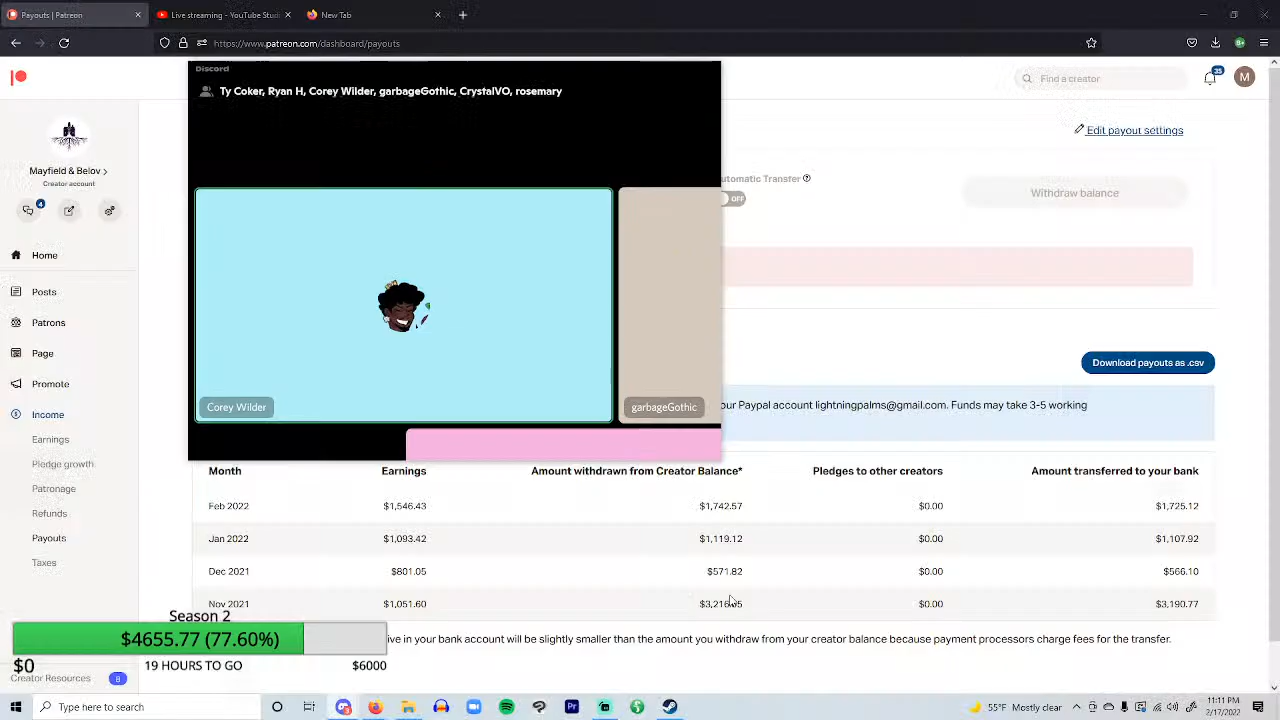 Payouts | Patreon
Live streaming - YouTube Studi
New Tab
https://www.patreon.com/dashboard/payouts
Discord
Ty Coker, Ryan H, Corey Wilder, garbageGothic, CrystalVO, rosemary
Find a creator
35
M
Mayfield & Belov
Creator account
4
Edit payout settings
utomatic Transfer
OFF
Withdraw balance
Home
Posts
Patrons
Page
Promote
Income
Earnings
Pledge growth
Patronage
Refunds
Payouts
Taxes
Corey Wilder
garbageGothic
Download payouts as .csv
our Paypal account lightningpalms@gmail.com. Funds may take 3-5 working
Month Earnings Amount withdrawn from Creator Balance* Pledges to other creators Amount transferred to your bank
Feb 2022 $1,546.43 $1,742.57 $0.00 $1,725.12
Jan 2022 $1,093.42 $1,119.12 $0.00 $1,107.92
Dec 2021 $801.05 $571.82 $0.00 $566.10
Nov 2021 $1,051.60 $0.00 $3,190.77
ive in your bank account will be slightly smaller than the amount you withdraw from your creator balance because payment processors charge fees for the transfer.
Season 2
$4655.77 (77.60%)
$0 19 HOURS TO GO $6000
Creator Resources 8
Type here to search
55°F Mostly clear
11:11 PM
2/17/2022